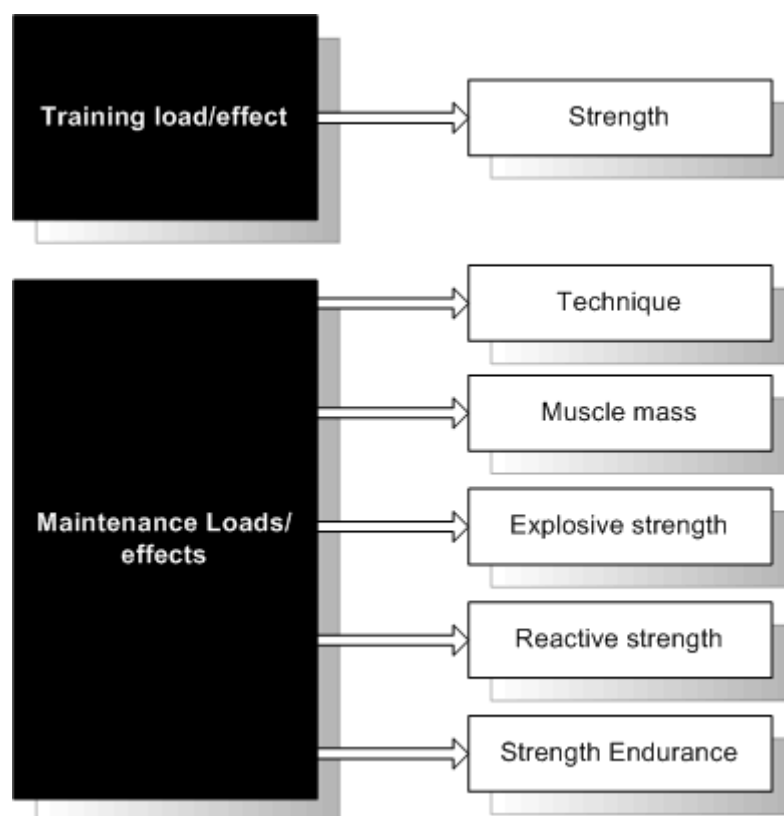 Training load/effect
Strength
Technique
Muscle mass
Maintenance Loads/
effects
Explosive strength
Reactive strength
Strength Endurance